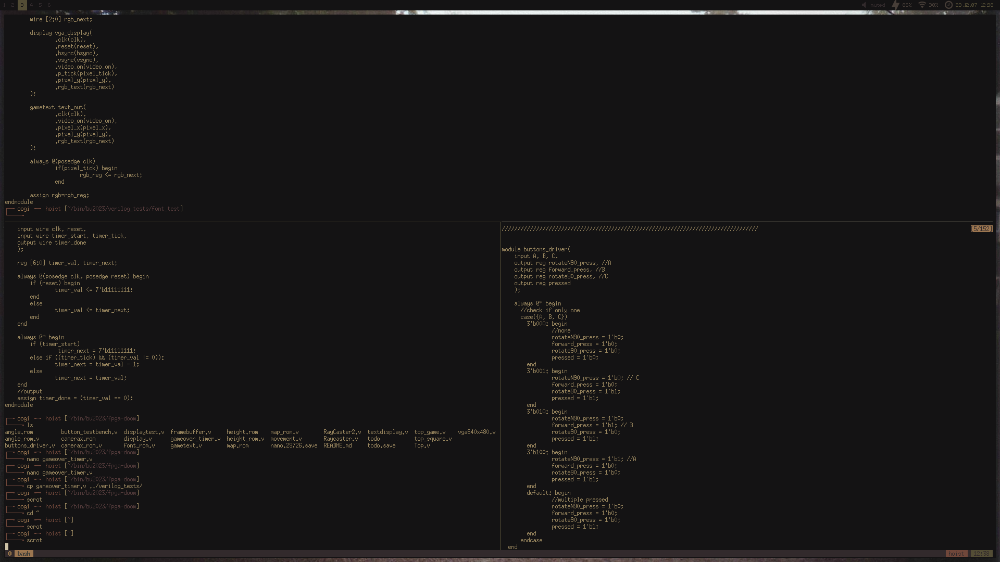 1 2 3 4 5 6 muted 86% 30% 23.12.07 12:38
wire [2:0] rgb_next;
display vga_display(
.clk(clk),
.reset(reset),
.hsync(hsync),
.vsync(vsync),
.video_on(video_on),
.p_tick(pixel_tick),
.pixel_y(pixel_y),
.rgb_text(rgb_next)
);
gametext text_out(
.clk(clk),
.video_on(video_on),
.pixel_x(pixel_x),
.pixel_y(pixel_y),
.rgb_text(rgb_next)
);
always @(posedge clk)
if(pixel_tick) begin
rgb_reg <= rgb_next;
end
assign rgb=rgb_reg;
endmodule
oogi -- hoist [~/bin/bu2023/verilog_tests/font_test]
input wire clk, reset,
input wire timer_start, timer_tick,
output wire timer_done
);
reg [6:0] timer_val, timer_next;
always @(posedge clk, posedge reset) begin
if (reset) begin
timer_val <= 7'b11111111;
end
else
timer_val <= timer_next;
end
end
always @* begin
if (timer_start)
timer_next = 7'b11111111;
else if ((timer_tick) && (timer_val != 0)):
timer_next = timer_val - 1;
else
timer_next = timer_val;
end
//output
assign timer_done = (timer_val == 0);
endmodule
oogi -- hoist [~/bin/bu2023/fpga-doom]
ls
angle.rom button_testbench.v displaytest.v framebuffer.v height.rom map_rom.v RayCaster2.v textdisplay.v top_game.v vga640x480.v
angle_rom.v camerax.rom display.v gameover_timer.v height_rom.v movement.v Raycaster.v todo top_square.v
buttons_driver.v camerax_rom.v font_rom.v gametext.v map.rom nano.29726.save README.md todo.save Top.v
oogi -- hoist [~/bin/bu2023/fpga-doom]
nano gameover_timer.v
oogi -- hoist [~/bin/bu2023/fpga-doom]
nano gameover_timer.v
oogi -- hoist [~/bin/bu2023/fpga-doom]
cp gameover_timer.v ../verilog_tests/
oogi -- hoist [~/bin/bu2023/fpga-doom]
scrot
oogi -- hoist [~/bin/bu2023/fpga-doom]
cd ~
oogi -- hoist [~]
scrot
oogi -- hoist [~]
scrot
////////////////////////////////////////////////////////////////////////////////// [5/152]
module buttons_driver(
input A, B, C,
output reg rotateN90_press, //A
output reg forward_press, //B
output reg rotate90_press, //C
output reg pressed
);
always @* begin
//check if only one
case({A, B, C})
3'b000: begin
//none
rotateN90_press = 1'b0;
forward_press = 1'b0;
rotate90_press = 1'b0;
pressed = 1'b0;
end
3'b001: begin
rotateN90_press = 1'b0; // C
forward_press = 1'b0;
rotate90_press = 1'b1;
pressed = 1'b1;
end
3'b010: begin
rotateN90_press = 1'b0;
forward_press = 1'b1; // B
rotate90_press = 1'b0;
pressed = 1'b1;
end
3'b100: begin
rotateN90_press = 1'b1; //A
forward_press = 1'b0;
rotate90_press = 1'b0;
pressed = 1'b1;
end
default: begin
//multiple pressed
rotateN90_press = 1'b0;
forward_press = 1'b0;
rotate90_press = 1'b0;
pressed = 1'b1;
end
endcase
end
0 bash hoist 12:38